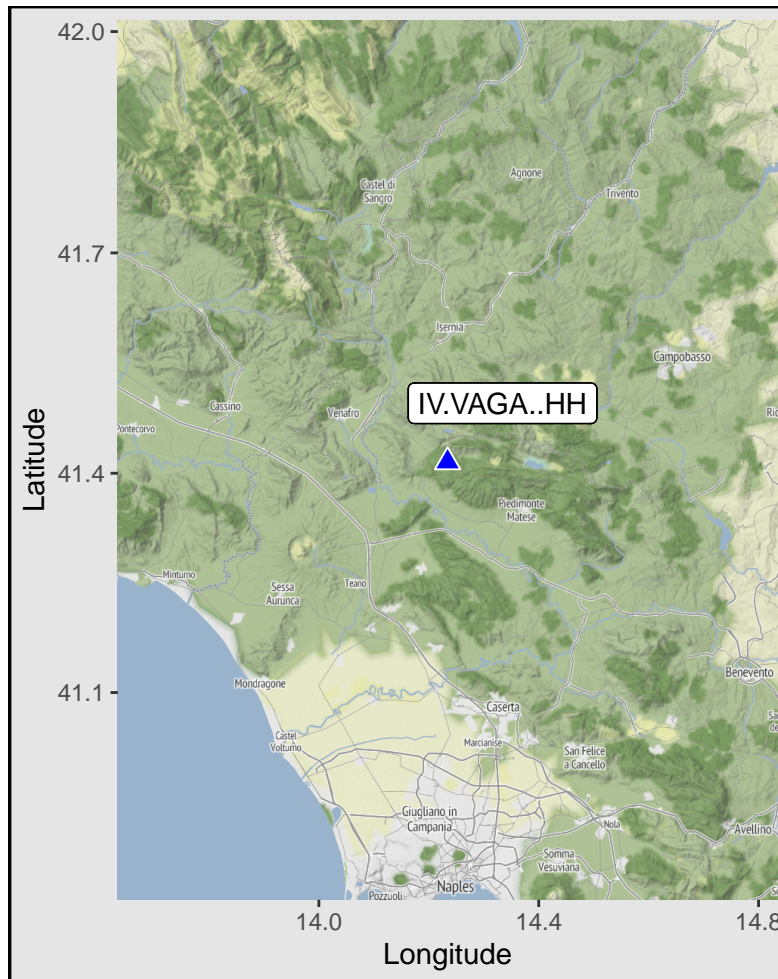 42.0
41.7
41.4
41.1
Latitude
Castel di
Sangro
Agnone
Trivento
Isernia
Campobasso
Cassino
Venafro
Pontecorvo
IV.VAGA..HH
Piedimonte
Matese
Minturno
Sessa
Aurunca
Teano
Benevento
Mondragone
Caserta
Castel
Volturno
Marcianise
San Felice
a Cancello
Giugliano in
Campania
Nola
Avellino
Somma
Vesuviana
Pozzuoli
Naples
14.0
14.4
14.8
Longitude